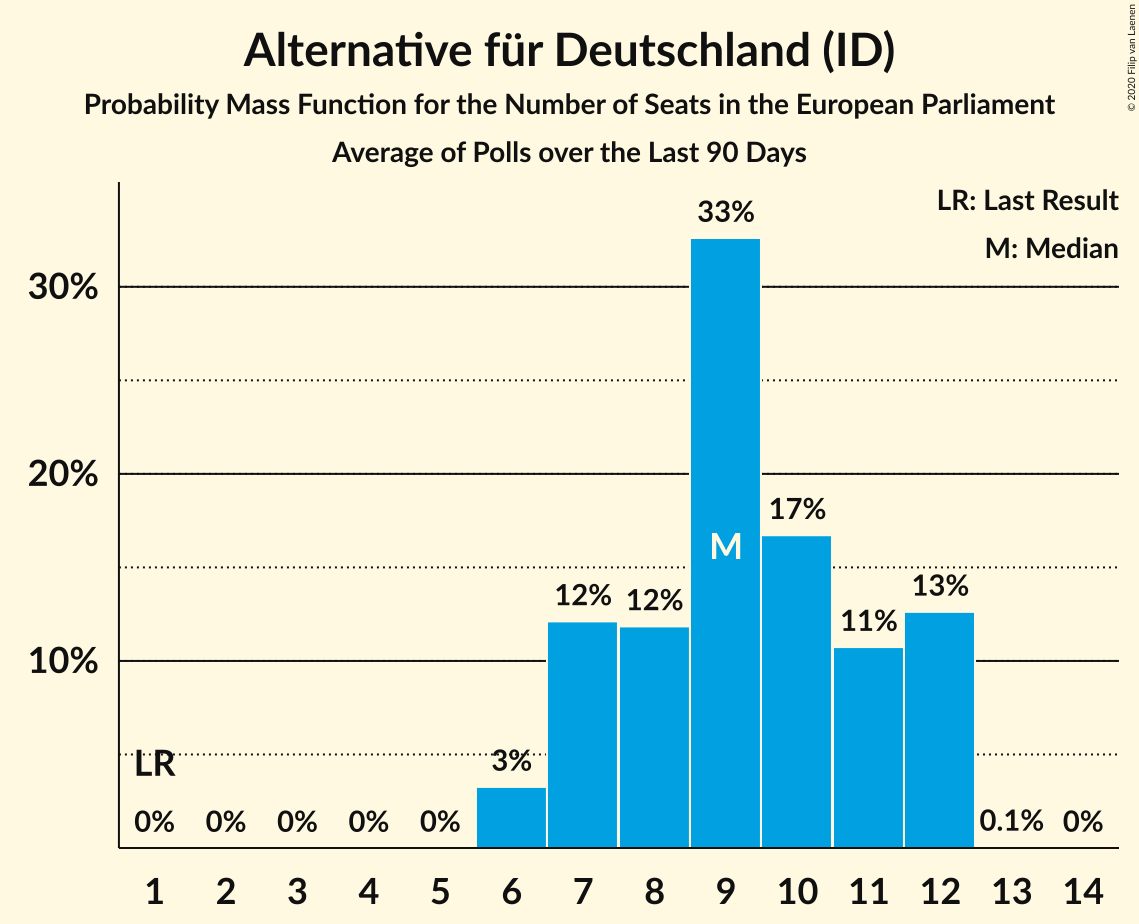 Alternative für Deutschland (ID)
Probability Mass Function for the Number of Seats in the European Parliament
Average of Polls over the Last 90 Days
© 2020 Filip van Laenen
LR: Last Result
M: Median
33%
30%
20%
17%
M
12% 12% 13%
11%
10%
LR
3%
0% 0% 0% 0% 0% 0.1% 0%
1 2 3 4 5 6 7 8 9 10 11 12 13 14